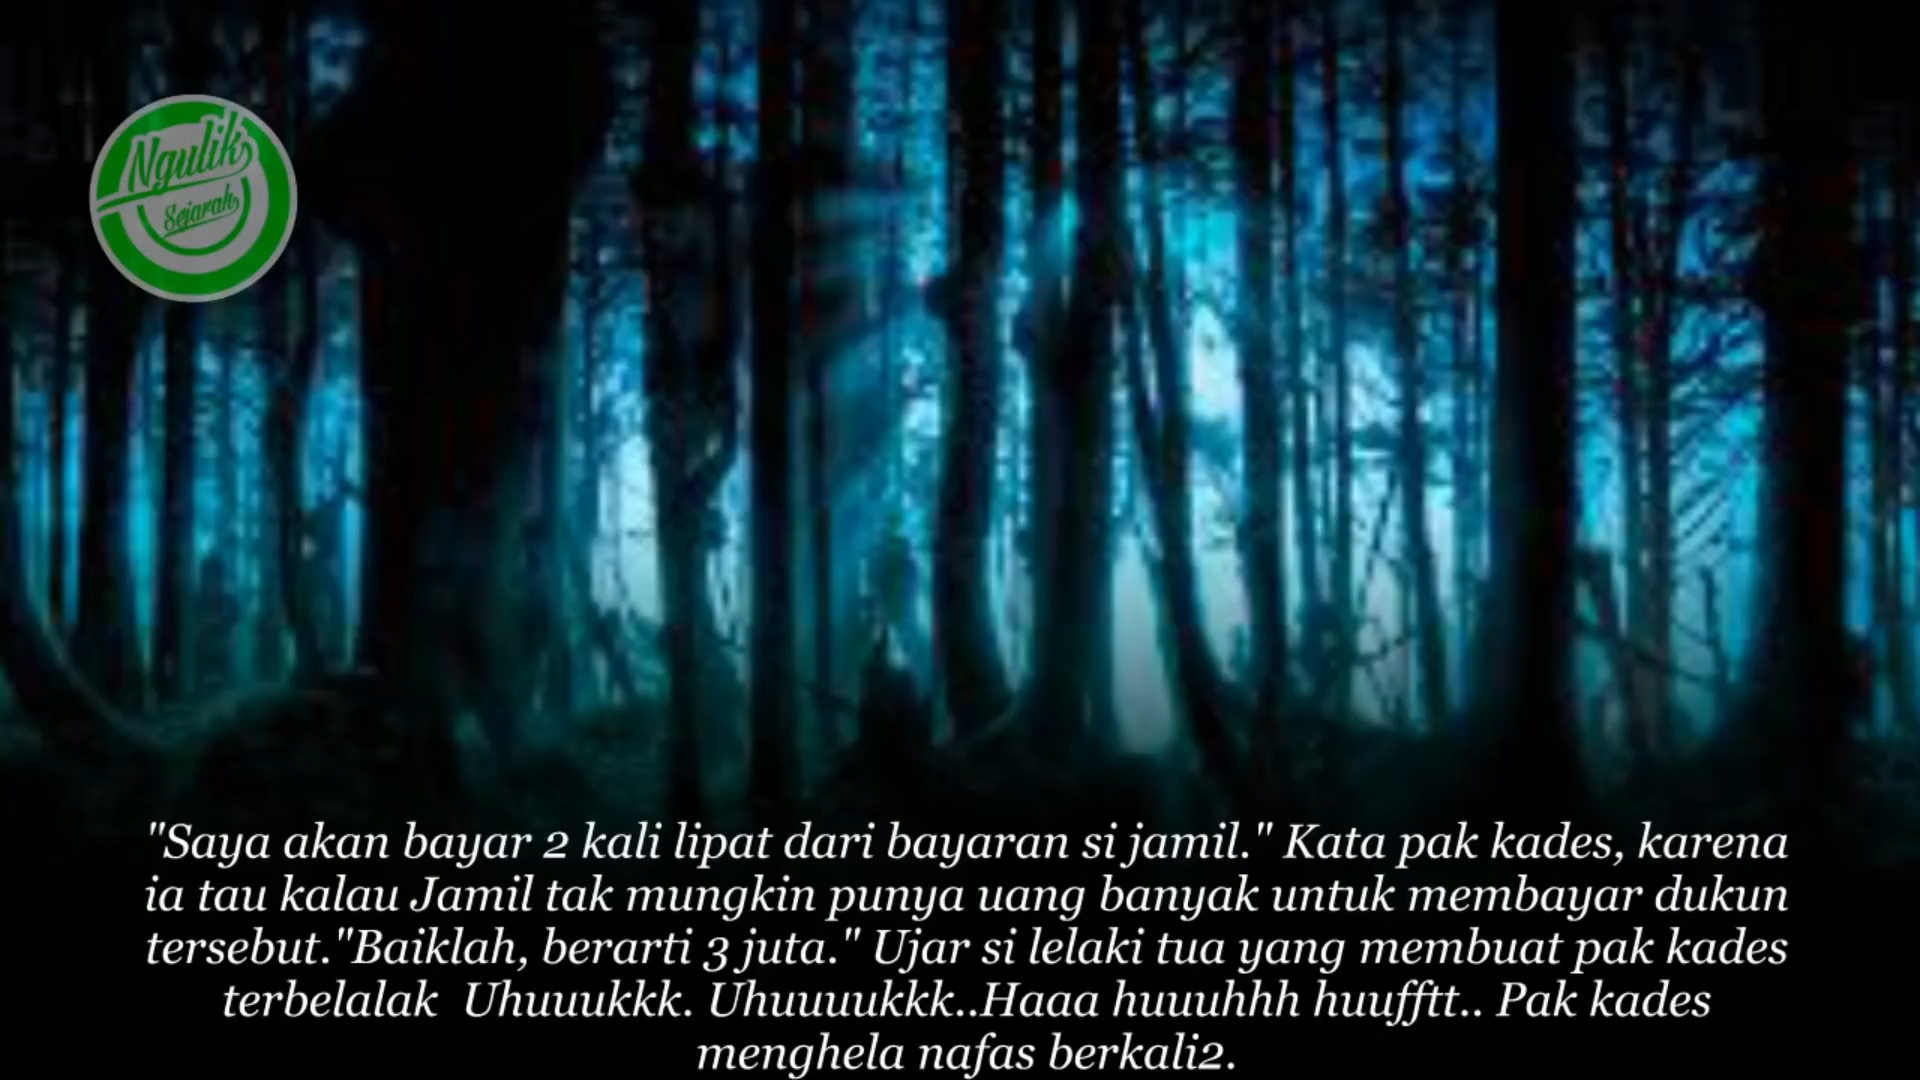 Ngulik
Sejarah
"Saya akan bayar 2 kali lipat dari bayaran si jamil." Kata pak kades, karena
ia tau kalau Jamil tak mungkin punya uang banyak untuk membayar dukun
tersebut."Baiklah, berarti 3 juta." Ujar si lelaki tua yang membuat pak kades
terbelalak  Uhuuukkk. Uhuuuukkk..Haaa huuuhhh huufftt.. Pak kades
menghela nafas berkali2.